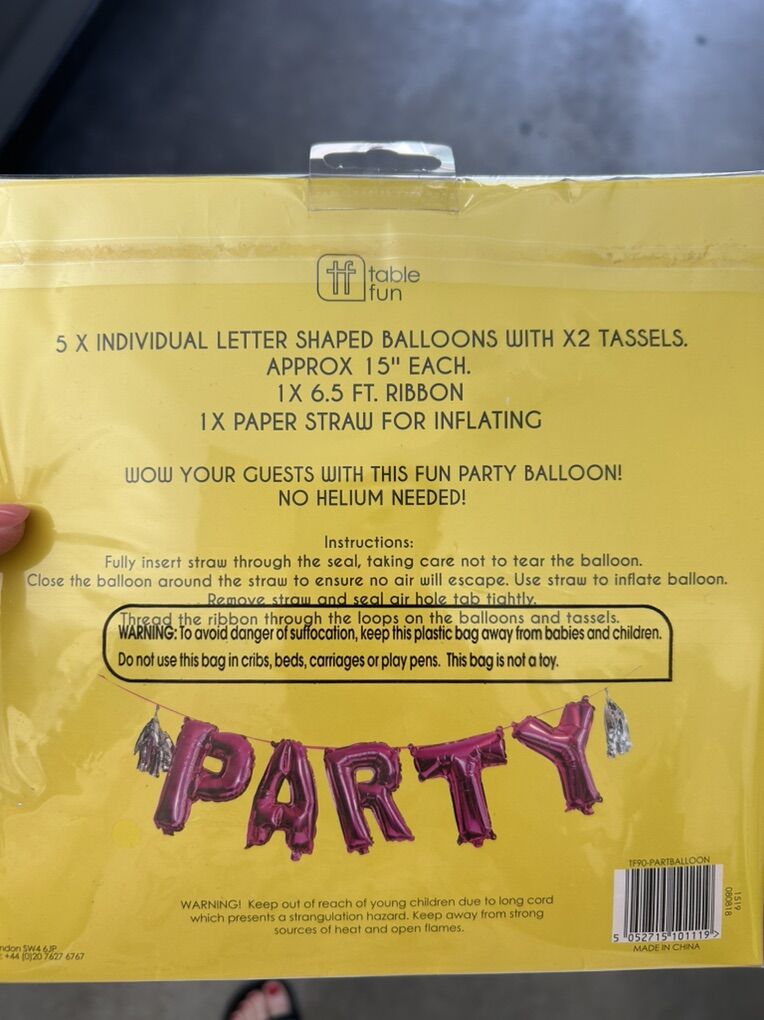 tf table
fun
5 X INDIVIDUAL LETTER SHAPED BALLOONS WITH X2 TASSELS.
APPROX 15" EACH.
1X 6.5 FT. RIBBON
1X PAPER STRAW FOR INFLATING
WOW YOUR GUESTS WITH THIS FUN PARTY BALLOON!
NO HELIUM NEEDED!
Instructions:
Fully insert straw through the seal, taking care not to tear the balloon.
Close the balloon around the straw to ensure no air will escape. Use straw to inflate balloon.
Remove straw and seal air hole tab tightly.
Thread the ribbon through the loops on the balloons and tassels.
WARNING: To avoid danger of suffocation, keep this plastic bag away from babies and children.
Do not use this bag in cribs, beds, carriages or play pens. This bag is not a toy.
PARTY
TF90-PARTBALLOON
1519
080818
5 052715 101119 >
MADE IN CHINA
WARNING! Keep out of reach of young children due to long cord
which presents a strangulation hazard. Keep away from strong
sources of heat and open flames.
ndon SW4 6JP
: +44 (0)20 7627 6767